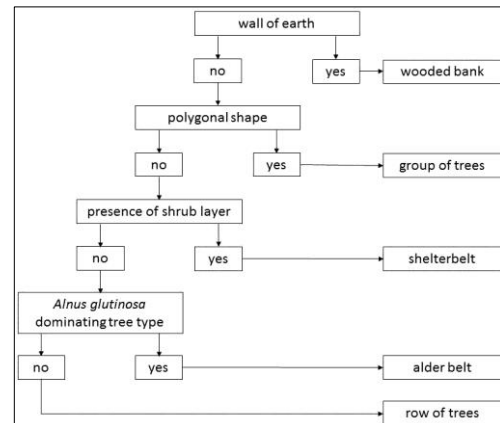 wall of earth
no
yes
wooded bank
polygonal shape
no
yes
group of trees
presence of shrub layer
no
yes
shelterbelt
Alnus glutinosa
dominating tree type
no
yes
alder belt
row of trees